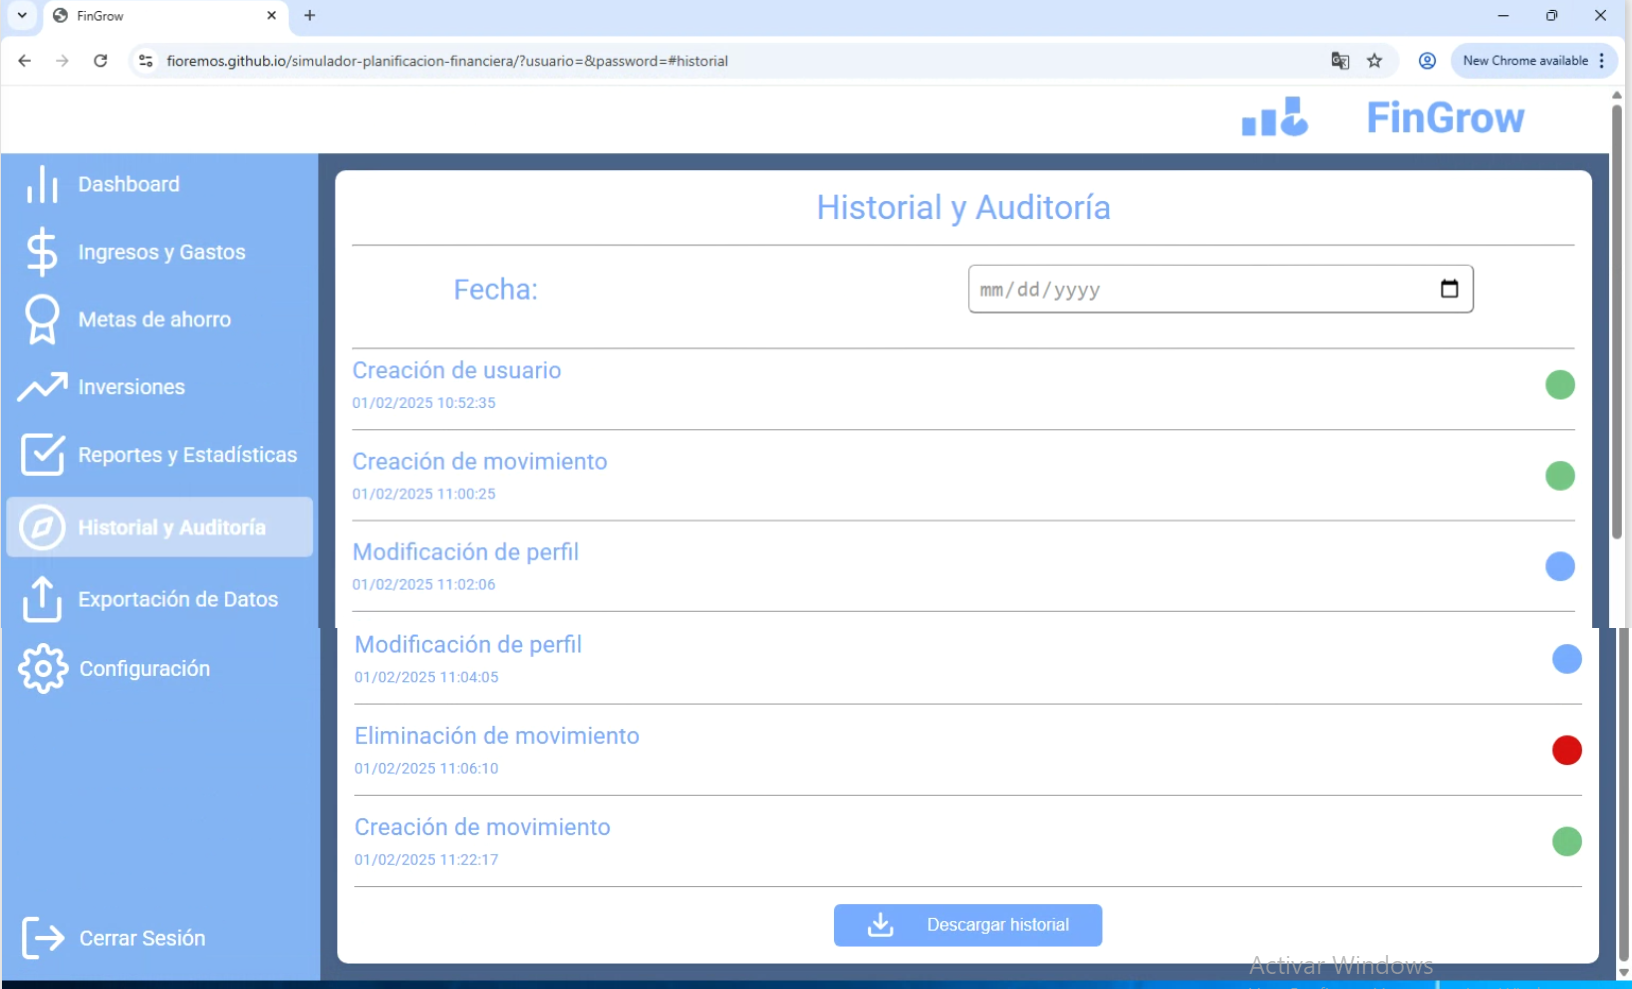 FinGrow
fioremos.github.io/simulador-planificacion-financiera/?usuario=&password=#historial
New Chrome available
FinGrow
Dashboard
Ingresos y Gastos
Metas de ahorro
Inversiones
Reportes y Estadísticas
Historial y Auditoría
Exportación de Datos
Configuración
Cerrar Sesión
Historial y Auditoría
Fecha:
mm/dd/yyyy
Creación de usuario
01/02/2025 10:52:35
Creación de movimiento
01/02/2025 11:00:25
Modificación de perfil
01/02/2025 11:02:06
Modificación de perfil
01/02/2025 11:04:05
Eliminación de movimiento
01/02/2025 11:06:10
Creación de movimiento
01/02/2025 11:22:17
Descargar historial
Activar Windows